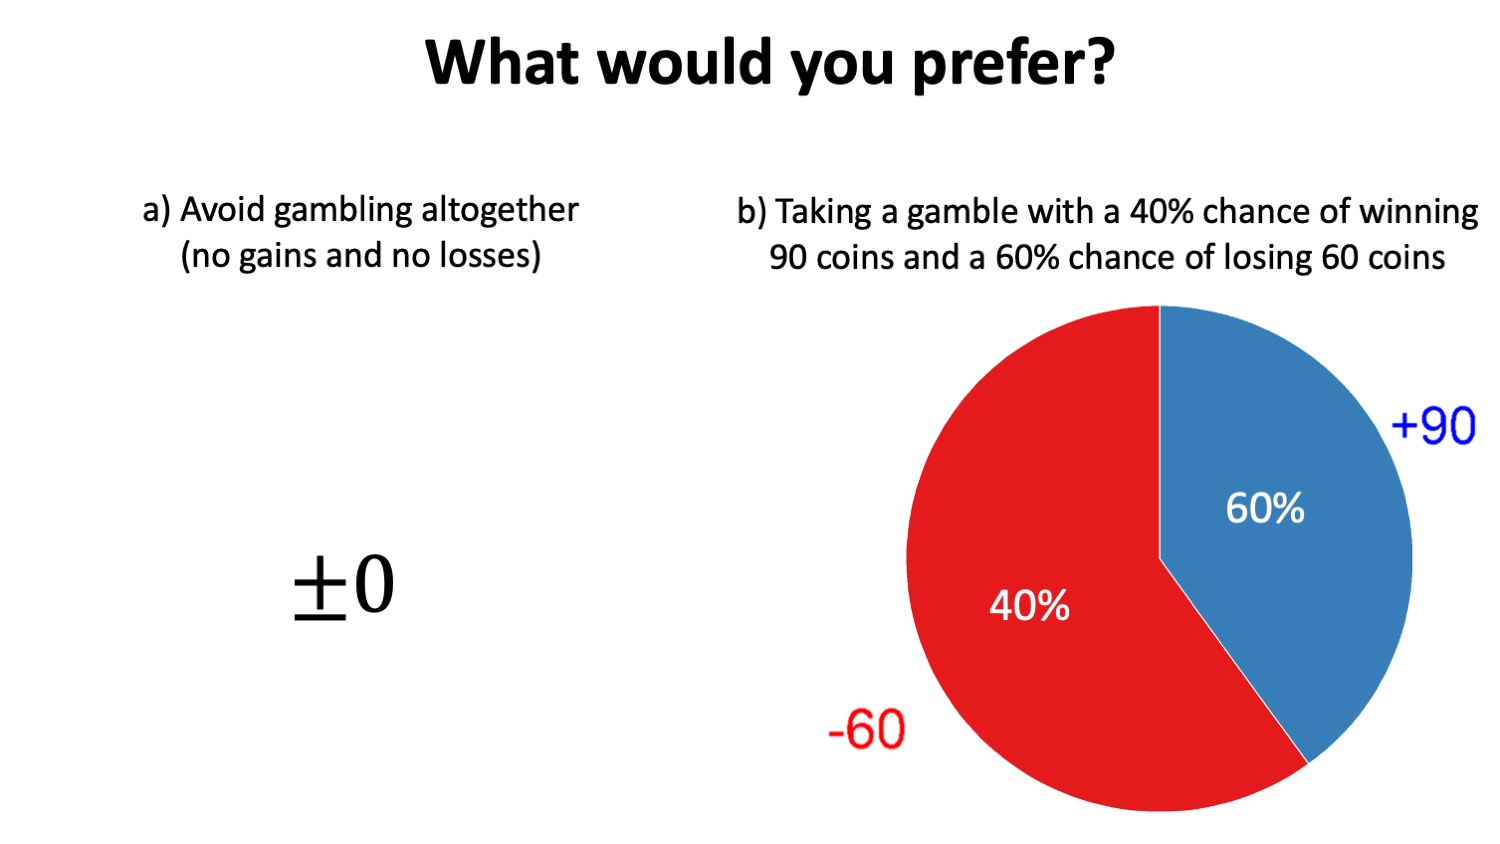 What would you prefer?
a) Avoid gambling altogether
(no gains and no losses)
b) Taking a gamble with a 40% chance of winning
90 coins and a 60% chance of losing 60 coins
±0
+90
60%
40%
-60